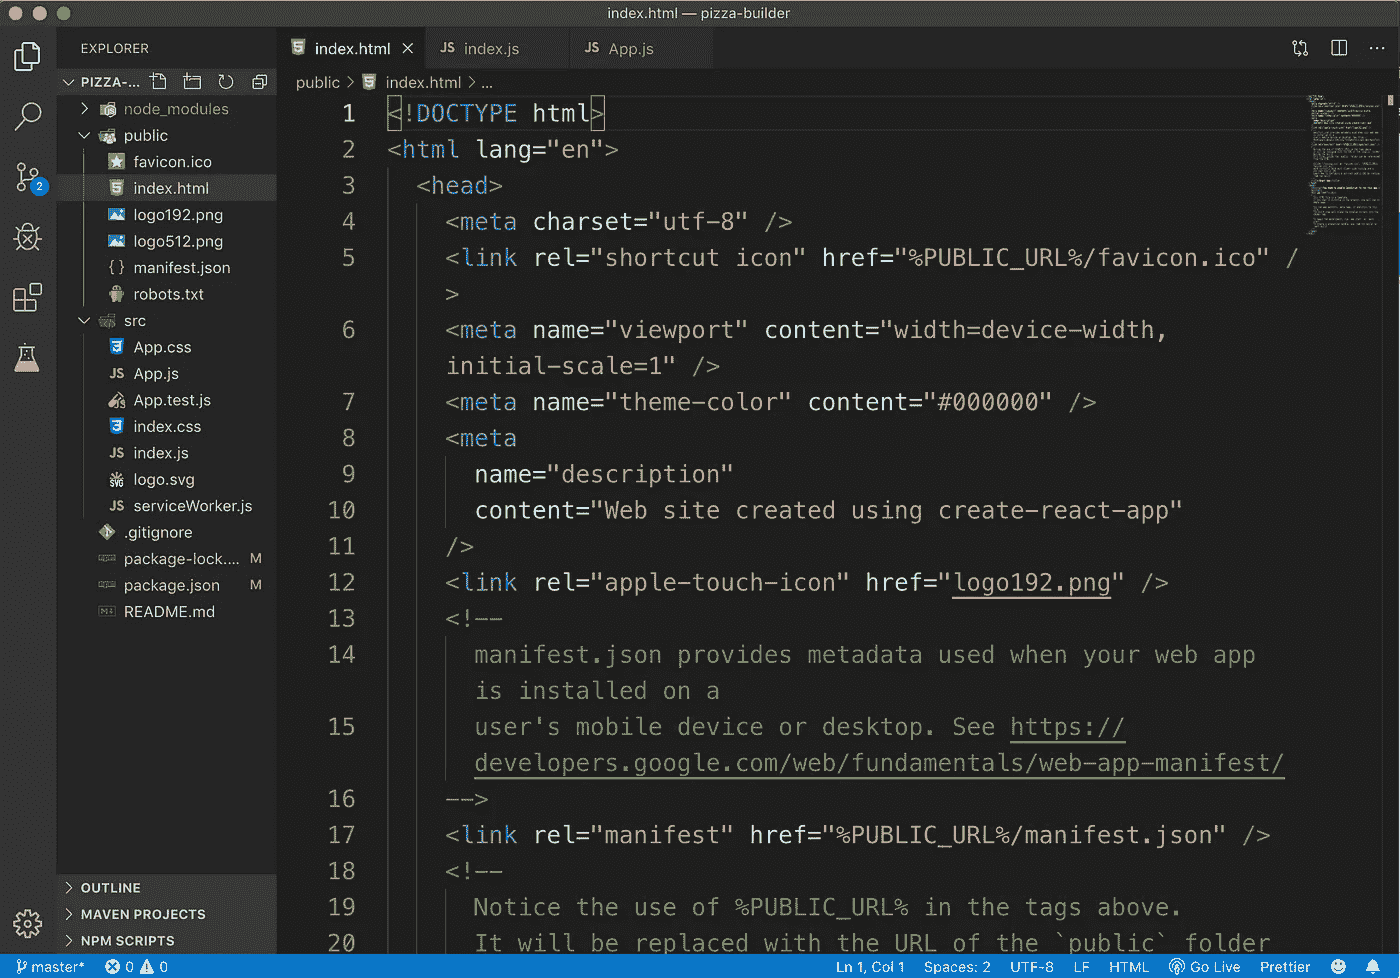 index.html — pizza-builder
EXPLORER
index.html
JS index.js
JS App.js
PIZZA-...
public > index.html > ...
node_modules
public
favicon.ico
index.html
logo192.png
logo512.png
{ } manifest.json
robots.txt
src
App.css
JS App.js
App.test.js
index.css
JS index.js
logo.svg
JS serviceWorker.js
.gitignore
package-lock.... M
package.json M
README.md
OUTLINE
MAVEN PROJECTS
NPM SCRIPTS
2
1 <!DOCTYPE html>
2 <html lang="en">
3 <head>
4 <meta charset="utf-8" />
5 <link rel="shortcut icon" href="%PUBLIC_URL%/favicon.ico" /
>
6 <meta name="viewport" content="width=device-width,
initial-scale=1" />
7 <meta name="theme-color" content="#000000" />
8 <meta
9 name="description"
10 content="Web site created using create-react-app"
11 />
12 <link rel="apple-touch-icon" href="logo192.png" />
13 <!--
14 manifest.json provides metadata used when your web app
is installed on a
15 user's mobile device or desktop. See https://
developers.google.com/web/fundamentals/web-app-manifest/
16 -->
17 <link rel="manifest" href="%PUBLIC_URL%/manifest.json" />
18 <!--
19 Notice the use of %PUBLIC_URL% in the tags above.
20 It will be replaced with the URL of the `public` folder
master* 0 0 Ln 1, Col 1 Spaces: 2 UTF-8 LF HTML Go Live Prettier